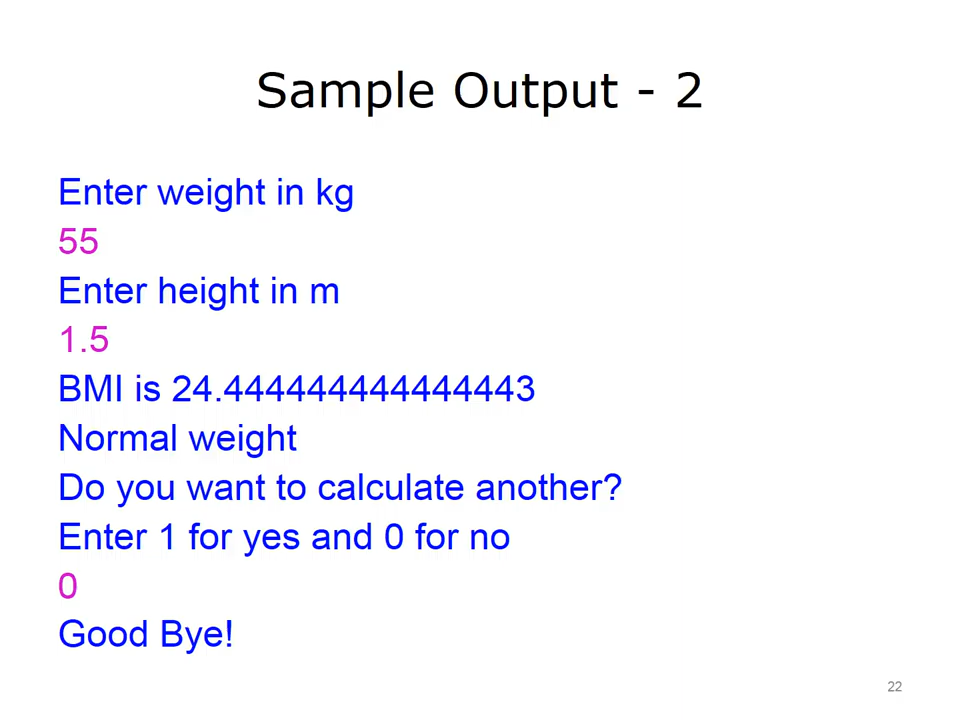 Sample Output - 2
Enter weight in kg
55
Enter height in m
1.5
BMI is 24.444444444444443
Normal weight
Do you want to calculate another?
Enter 1 for yes and 0 for no
0
Good Bye!
22